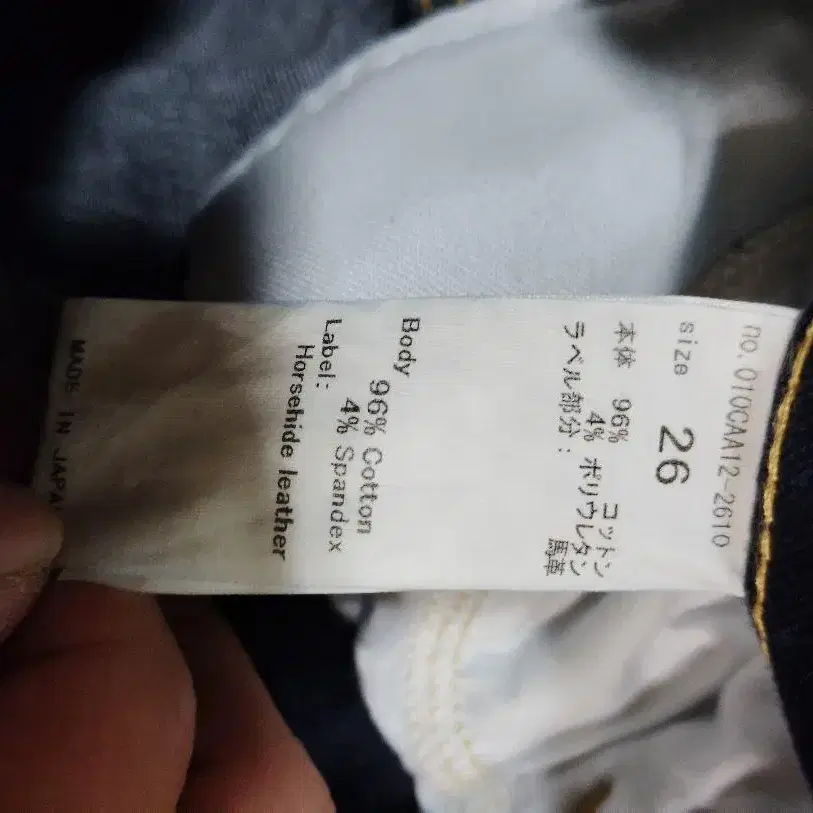 no.010CAA12-2610
size 26
本体 96% コットン
4% ポリウレタン
ラベル部分: 馬革
Body
96% Cotton
4% Spandex
Label:
Horsehide leather
MADE IN JAPA